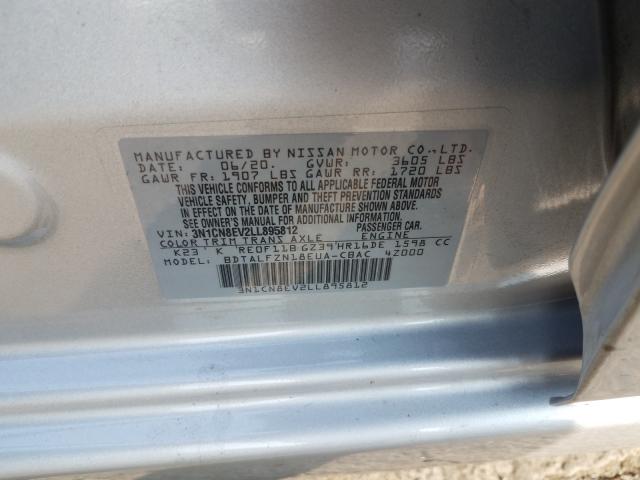 MANUFACTURED BY NISSAN MOTOR CO.,LTD.
DATE: 06/20. GVWR: 3605 LBS
GAWR FR: 1907 LBS GAWR RR: 1720 LBS
THIS VEHICLE CONFORMS TO ALL APPLICABLE FEDERAL MOTOR
VEHICLE SAFETY, BUMPER AND THEFT PREVENTION STANDARDS
IN EFFECT ON THE DATE OF MANUFACTURE SHOWN ABOVE.
SEE OWNER'S MANUAL FOR ADDITIONAL INFORMATION.
VIN: 3N1CN8EV2LL895812 PASSENGER CAR.
COLOR TRIM TRANS AXLE ENGINE
K23 K RE0F11B GZ39 HR16DE 1598 CC
MODEL: BDTALFZN18EUA-CBAC 4Z000
3N1CN8EV2LL895812